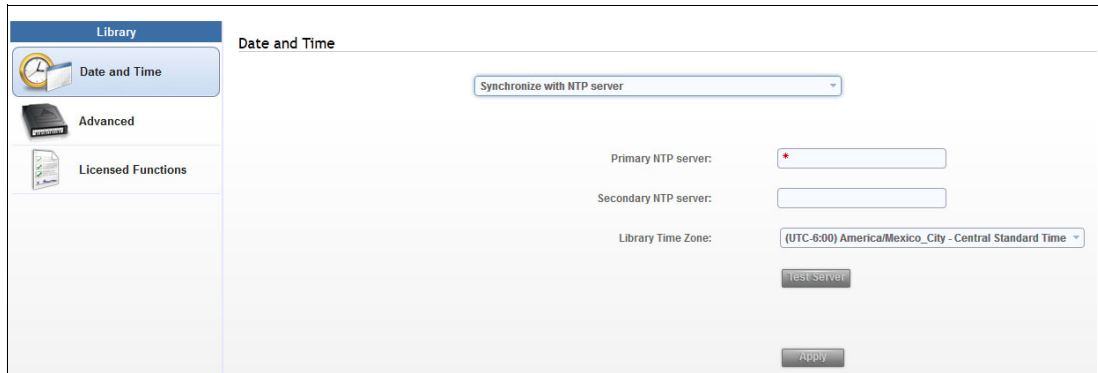 Library
Date and Time
Advanced
Licensed Functions
Date and Time
Synchronize with NTP server
Primary NTP server:
*
Secondary NTP server:
Library Time Zone:
(UTC-6:00) America/Mexico_City - Central Standard Time
Test Server
Apply